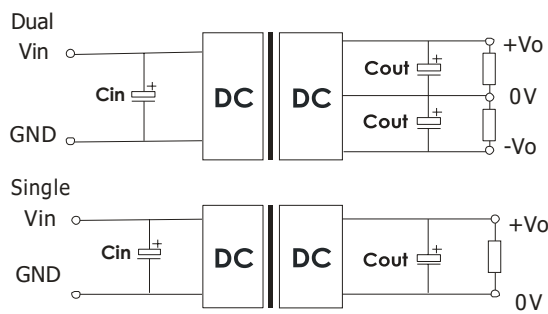 Dual
Vin
+Vo
Cout +
Cin +
DC
DC
0V
Cout +
GND
-Vo
Single
Vin
+Vo
Cin +
DC
DC
Cout +
GND
0V